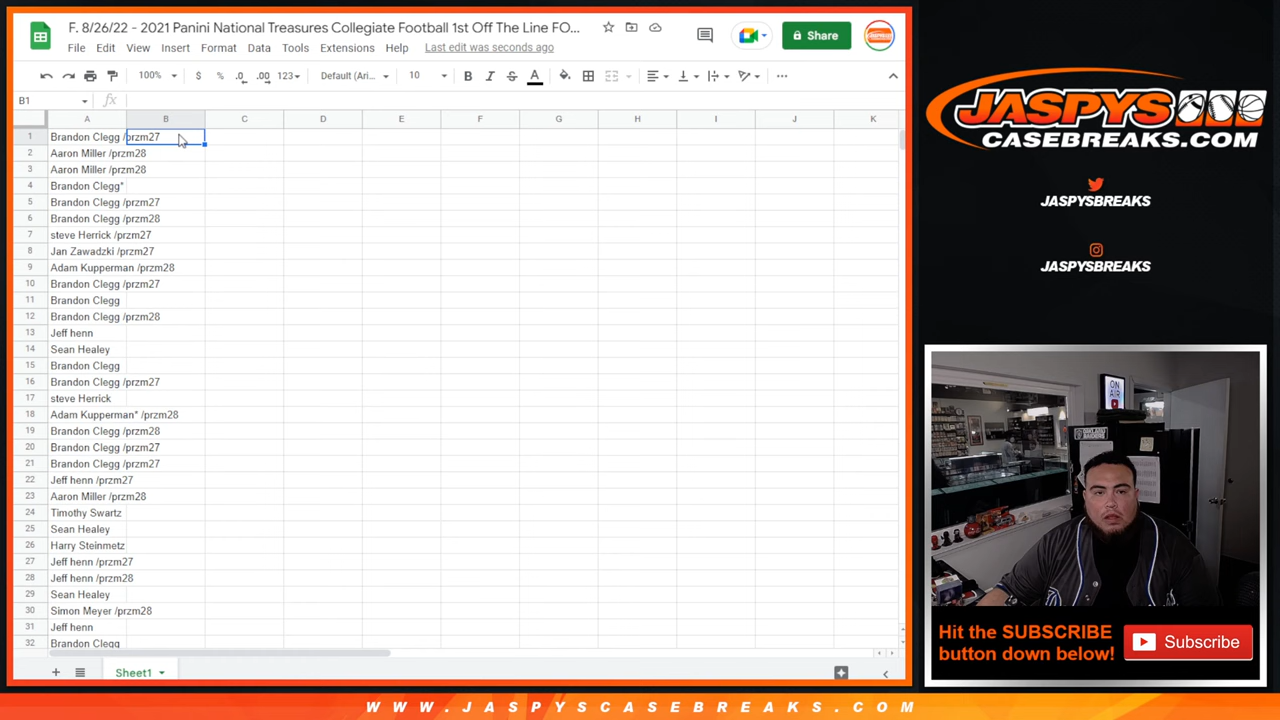 F. 8/26/22 - 2021 Panini National Treasures Collegiate Football 1st Off The Line FO...
File Edit View Insert Format Data Tools Extensions Help Last edit was seconds ago
Share
100% $ % .0 .00 123 Default (Ari... 10 B I S A
B1 fx
A B C D E F G H I J K
1 Brandon Clegg /przm27
2 Aaron Miller /przm28
3 Aaron Miller /przm28
4 Brandon Clegg*
5 Brandon Clegg /przm27
6 Brandon Clegg /przm28
7 steve Herrick /przm27
8 Jan Zawadzki /przm27
9 Adam Kupperman /przm28
10 Brandon Clegg /przm27
11 Brandon Clegg
12 Brandon Clegg /przm28
13 Jeff henn
14 Sean Healey
15 Brandon Clegg
16 Brandon Clegg /przm27
17 steve Herrick
18 Adam Kupperman* /przm28
19 Brandon Clegg /przm28
20 Brandon Clegg /przm27
21 Brandon Clegg /przm27
22 Jeff henn /przm27
23 Aaron Miller /przm28
24 Timothy Swartz
25 Sean Healey
26 Harry Steinmetz
27 Jeff henn /przm27
28 Jeff henn /przm28
29 Sean Healey
30 Simon Meyer /przm28
31 Jeff henn
32 Brandon Clegg
Sheet1
JASPYS
CASEBREAKS.COM
JASPYSBREAKS
JASPYSBREAKS
ON AIR
Hit the SUBSCRIBE
button down below!
Subscribe
WWW.JASPYSCASEBREAKS.COM